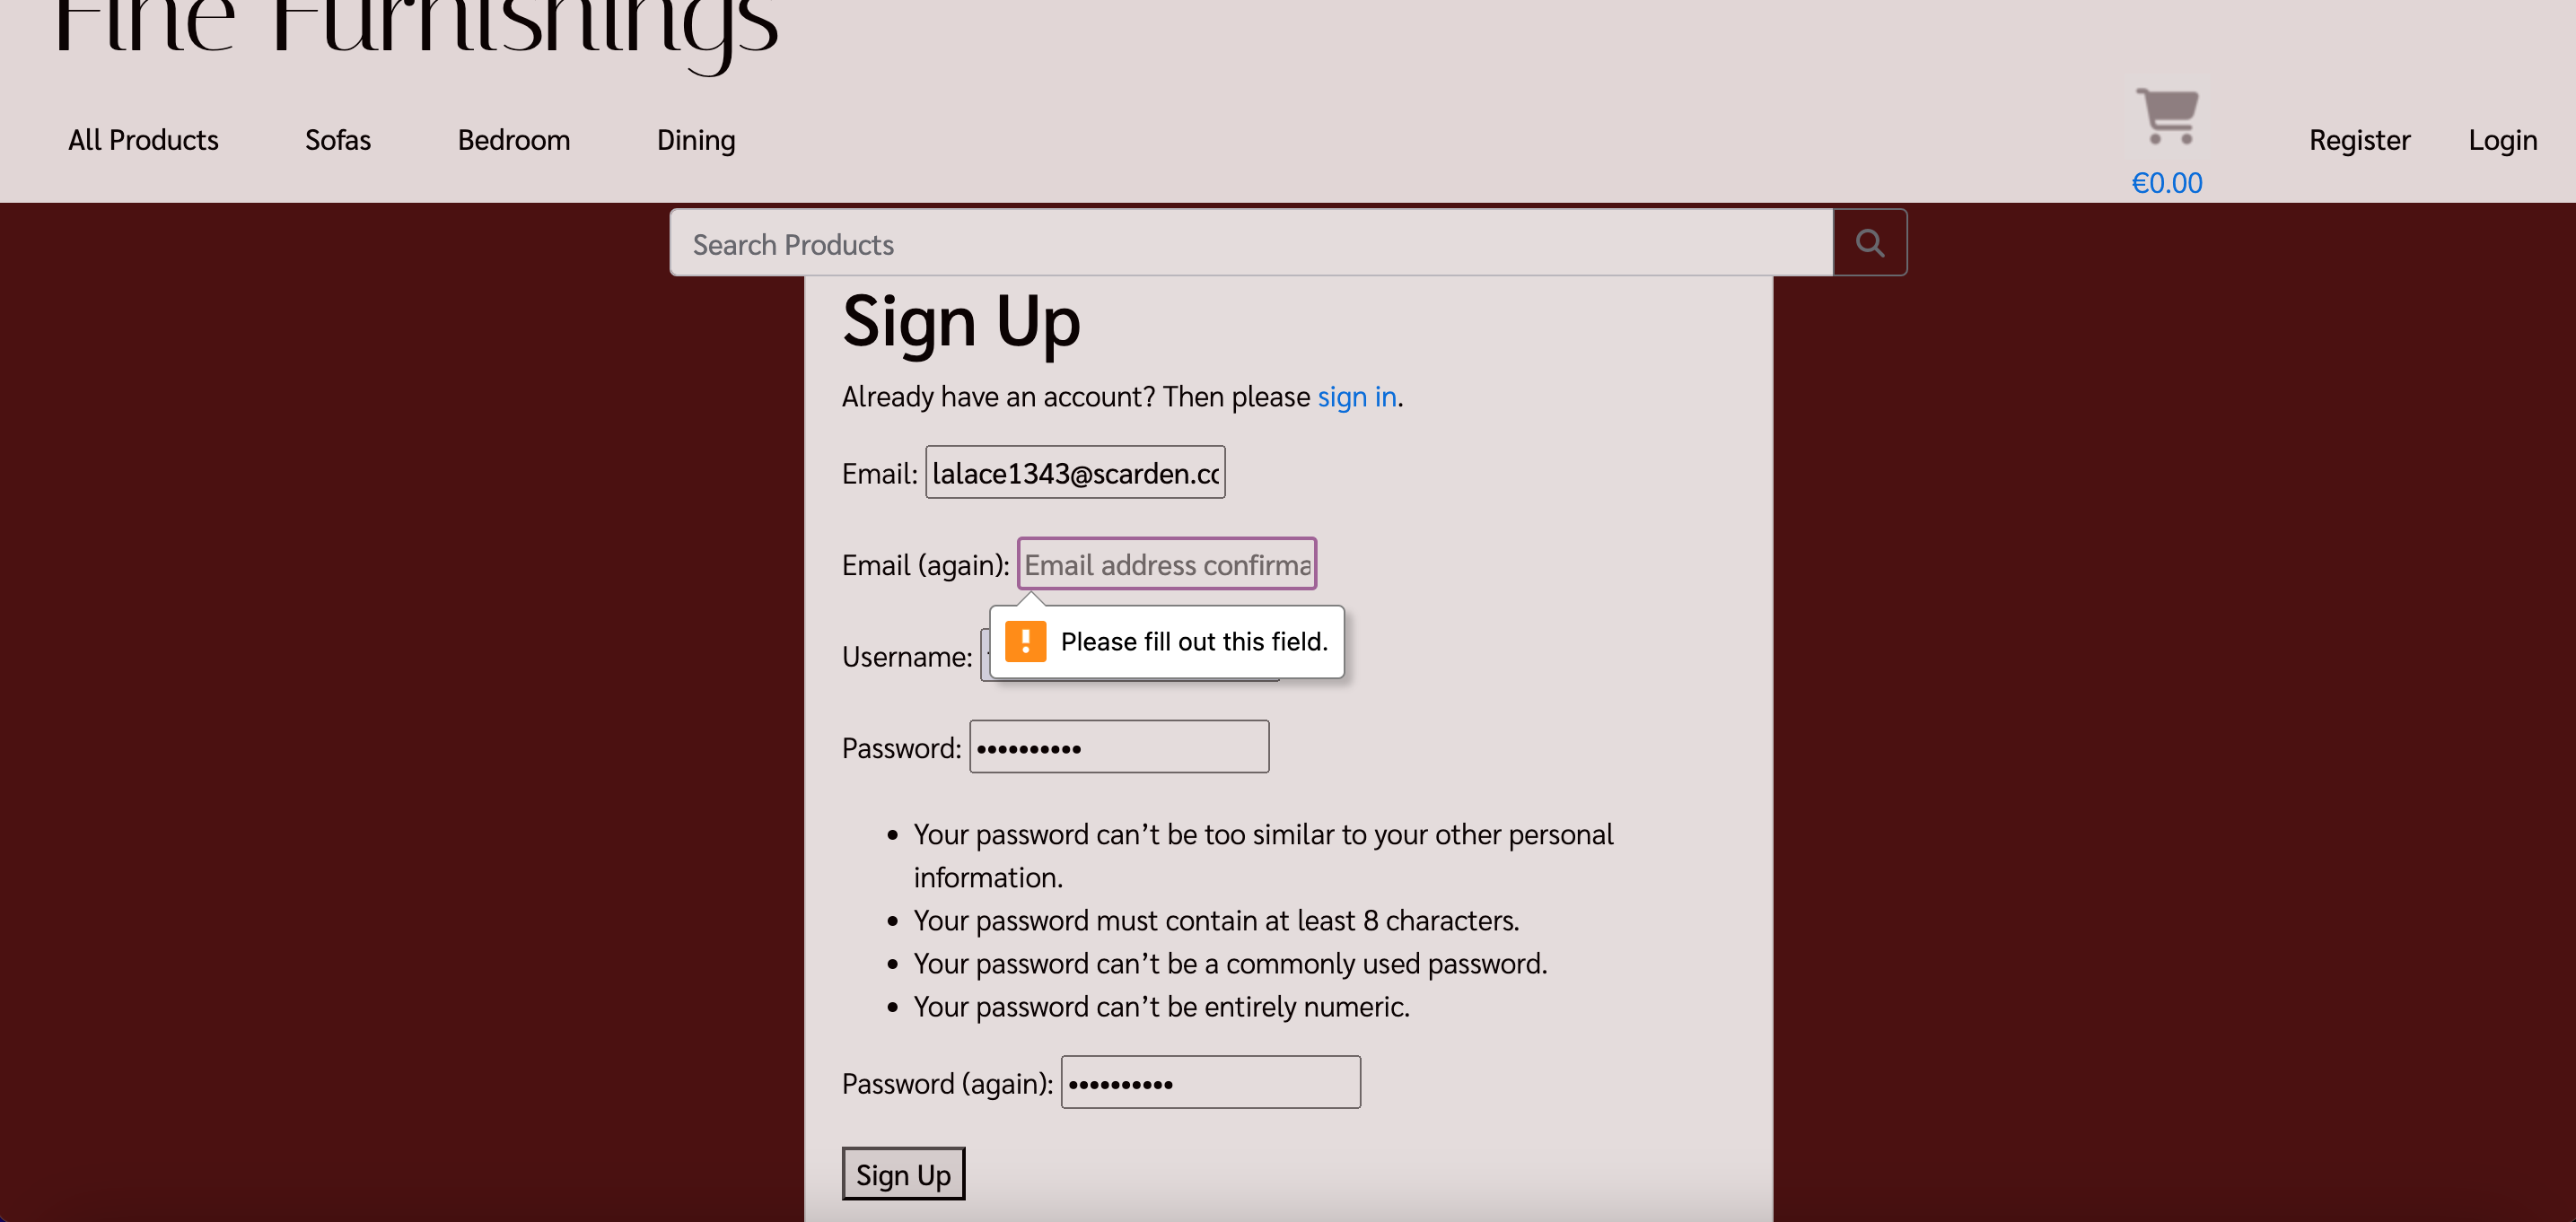 Fine Furnishings
All Products Sofas Bedroom Dining Register Login
€0.00
Search Products
Sign Up
Already have an account? Then please sign in.
Email: lalace1343@scarden.cc
Email (again): Email address confirma
Please fill out this field.
Username:
Password: ••••••••••
• Your password can’t be too similar to your other personal
information.
• Your password must contain at least 8 characters.
• Your password can’t be a commonly used password.
• Your password can’t be entirely numeric.
Password (again): ••••••••••
Sign Up